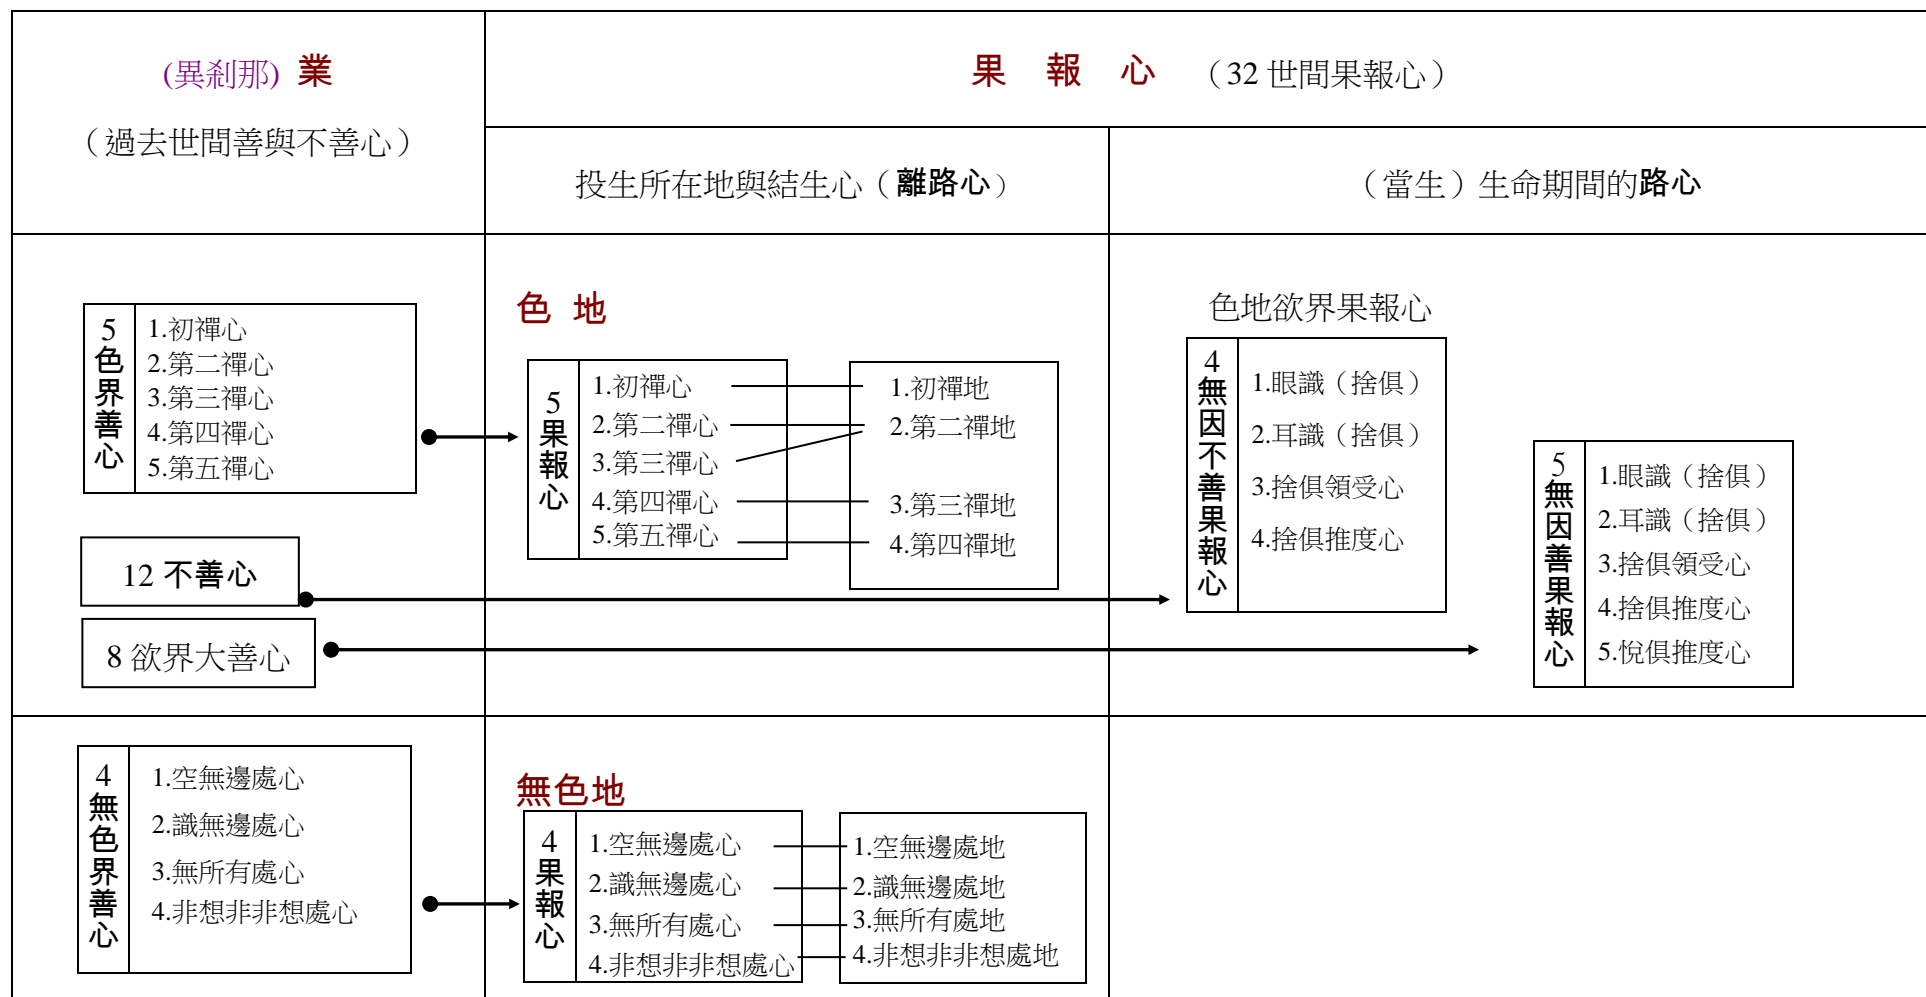 (異剎那) 業
（過去世間善與不善心）
果 報 心 （32 世間果報心）
投生所在地與結生心（離路心）
（當生）生命期間的路心
5色界善心
1.初禪心
2.第二禪心
3.第三禪心
4.第四禪心
5.第五禪心
12 不善心
8 欲界大善心
色 地
5果報心
1.初禪心
2.第二禪心
3.第三禪心
4.第四禪心
5.第五禪心
1.初禪地
2.第二禪地
3.第三禪地
4.第四禪地
色地欲界果報心
4無因不善果報心
1.眼識（捨俱）
2.耳識（捨俱）
3.捨俱領受心
4.捨俱推度心
5無因善果報心
1.眼識（捨俱）
2.耳識（捨俱）
3.捨俱領受心
4.捨俱推度心
5.悅俱推度心
4無色界善心
1.空無邊處心
2.識無邊處心
3.無所有處心
4.非想非非想處心
無色地
4果報心
1.空無邊處心
2.識無邊處心
3.無所有處心
4.非想非非想處心
1.空無邊處地
2.識無邊處地
3.無所有處地
4.非想非非想處地